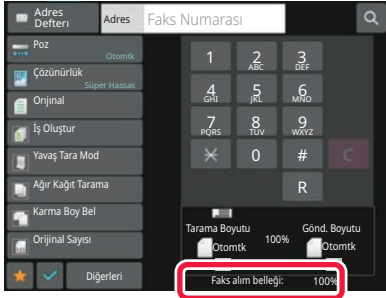 Adres
Defteri
Adres
Faks Numarası
Poz
Otomtk
Çözünürlük
Süper Hassas
Orijinal
İş Oluştur
Yavaş Tara Mod
Ağır Kağıt Tarama
Karma Boy Bel
Orijinal Sayısı
Diğerleri
1
2
ABC
3
DEF
4
GHI
5
JKL
6
MNO
7
PQRS
8
TUV
9
WXYZ
0
#
C
R
Tarama Boyutu
Gönd. Boyutu
Otomtk
100%
Otomtk
Faks alım belleği: 100%